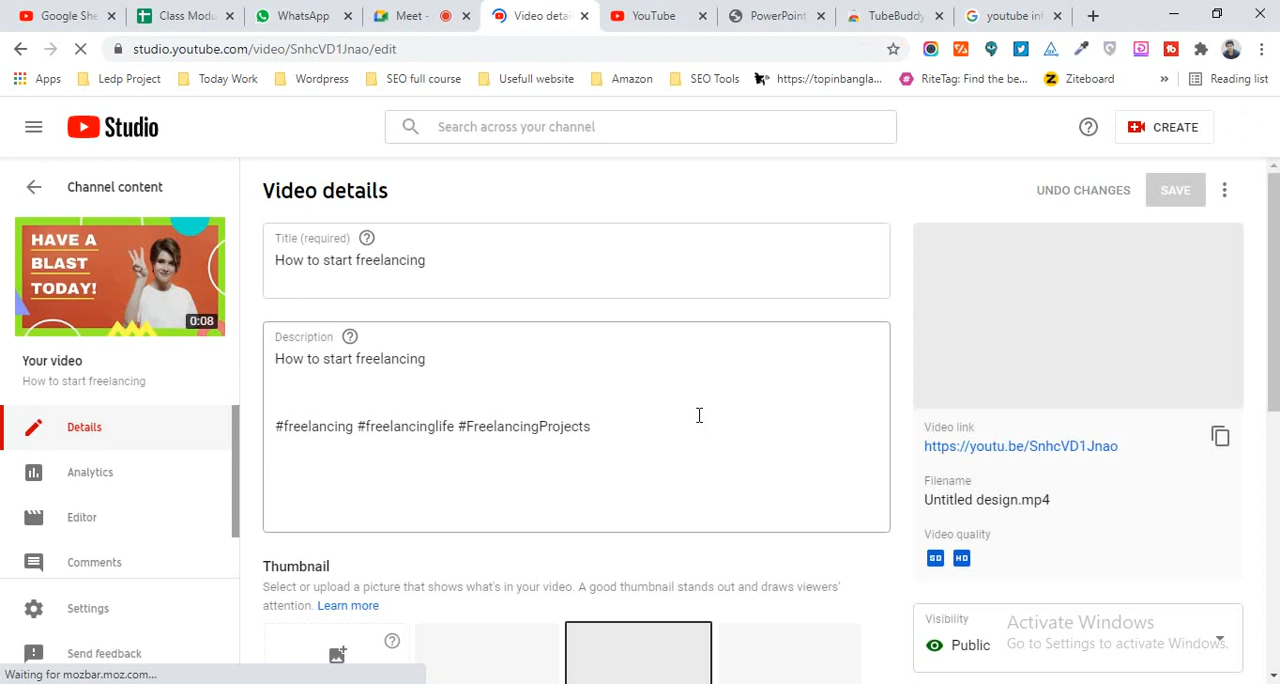 Google She
Class Modu
WhatsApp
Meet -
Video detai
YouTube
PowerPoint
TubeBuddy
youtube int
studio.youtube.com/video/SnhcVD1Jnao/edit
Apps
Ledp Project
Today Work
Wordpress
SEO full course
Usefull website
Amazon
SEO Tools
https://topinbangla...
RiteTag: Find the be...
Ziteboard
»
Reading list
Studio
Search across your channel
CREATE
Channel content
Video details
UNDO CHANGES
SAVE
HAVE A
BLAST
TODAY!
0:08
Title (required)
How to start freelancing
Description
How to start freelancing
#freelancing #freelancinglife #FreelancingProjects
Your video
How to start freelancing
Details
Analytics
Editor
Comments
Settings
Send feedback
Video link
https://youtu.be/SnhcVD1Jnao
Filename
Untitled design.mp4
Video quality
SD HD
Thumbnail
Select or upload a picture that shows what's in your video. A good thumbnail stands out and draws viewers'
attention. Learn more
Visibility
Public
Activate Windows
Go to Settings to activate Windows.
Waiting for mozbar.moz.com...